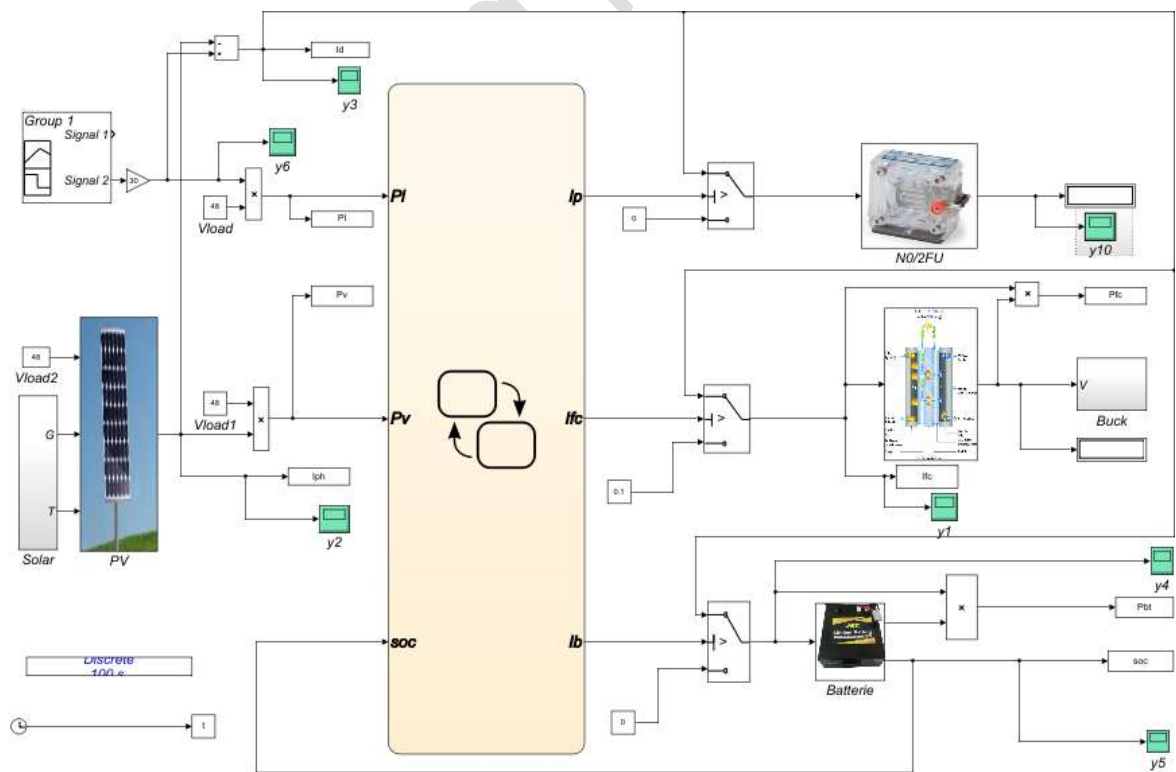 Id
y3
Group 1
Signal 1
Signal 2
30
y6
48
Vload
Pl
Pl
Ip
0
N0/2FU
y10
Pv
Pfc
48
Vload2
48
Vload1
Pv
Ifc
V
Buck
G
T
Solar
PV
Iph
y2
0.1
Ifc
y1
y4
Pbt
soc
Ib
Batterie
soc
0
y5
Discrete
100 s
t